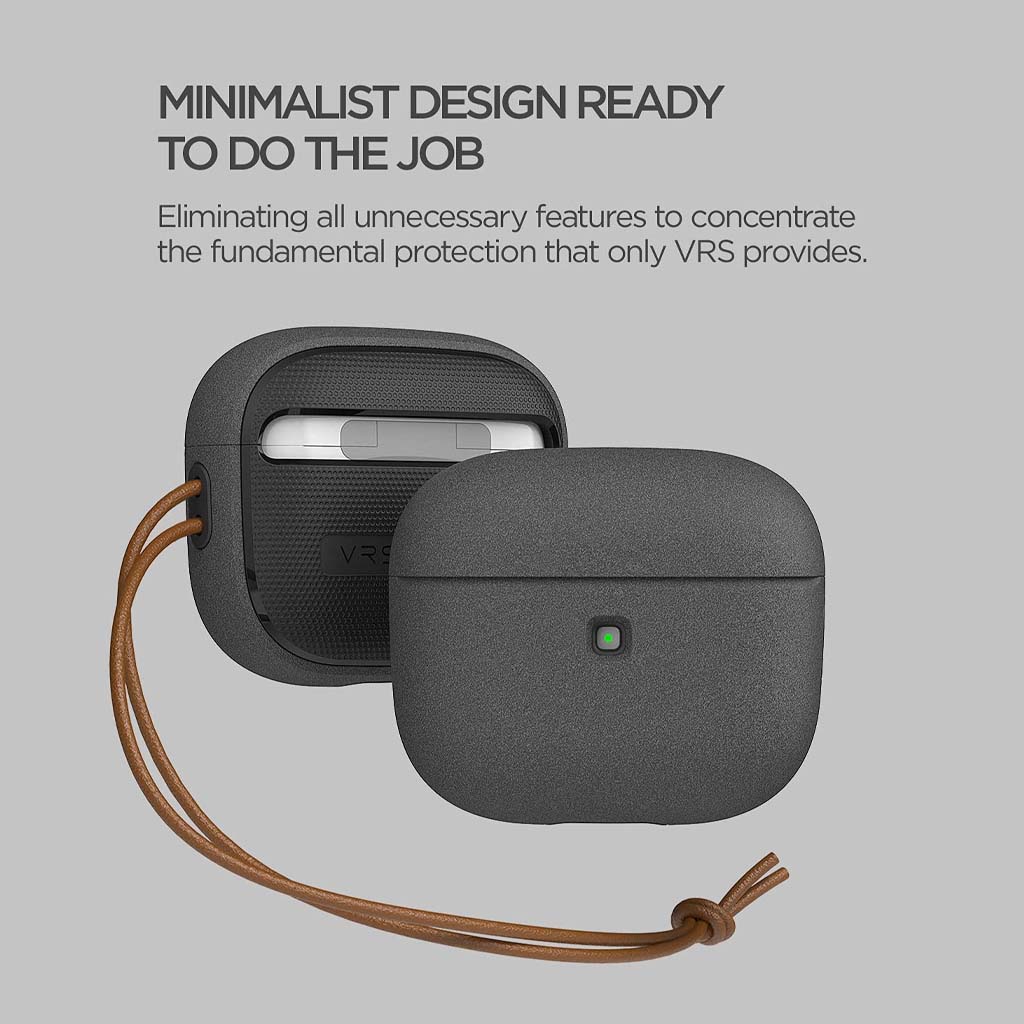 MINIMALIST DESIGN READY
TO DO THE JOB
Eliminating all unnecessary features to concentrate
the fundamental protection that only VRS provides.
VRS